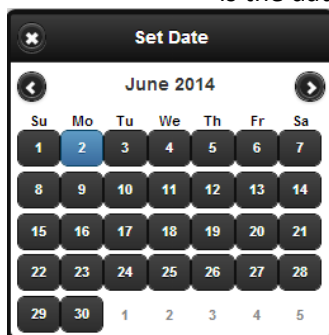 Set Date
June 2014
Su Mo Tu We Th Fr Sa
1 2 3 4 5 6 7
8 9 10 11 12 13 14
15 16 17 18 19 20 21
22 23 24 25 26 27 28
29 30 1 2 3 4 5